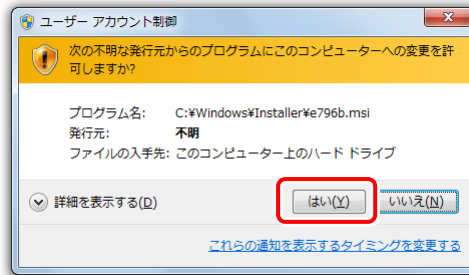 ユーザー アカウント制御
次の不明な発行元からのプログラムにこのコンピューターへの変更を許
可しますか?
プログラム名: C:¥Windows¥Installer¥e796b.msi
発行元: 不明
ファイルの入手先: このコンピューター上のハード ドライブ
詳細を表示する(D) はい(Y) いいえ(N)
これらの通知を表示するタイミングを変更する